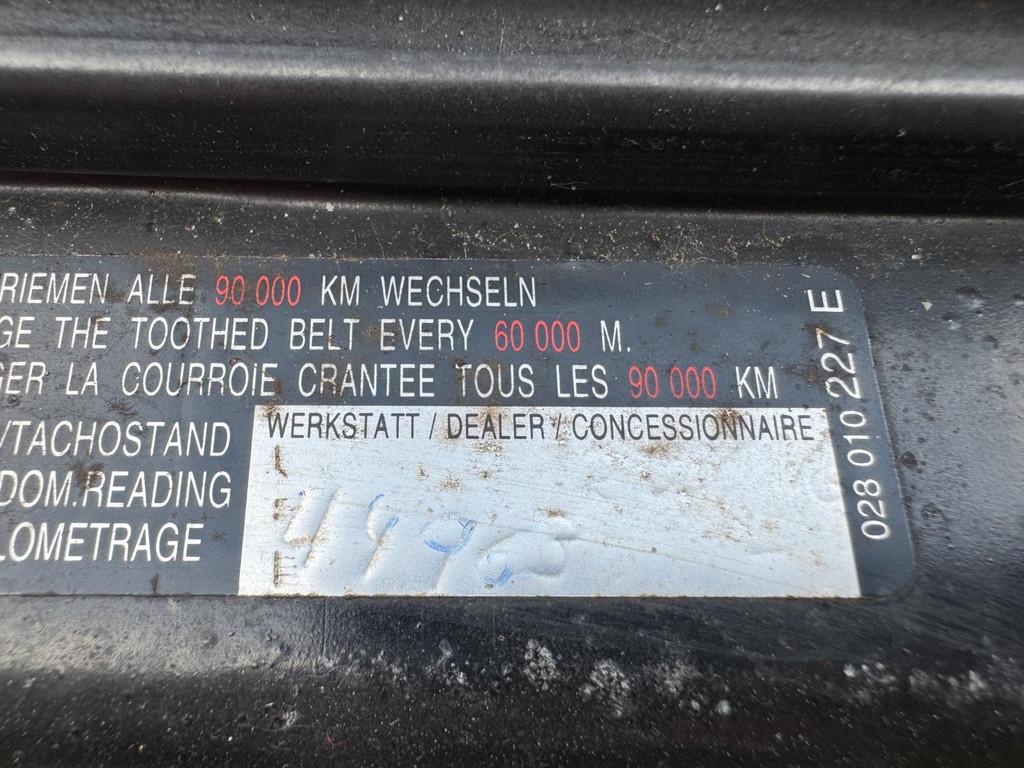 RIEMEN ALLE 90 000 KM WECHSELN
GE THE TOOTHED BELT EVERY 60 000 M.
GER LA COURROIE CRANTEE TOUS LES 90 000 KM
/TACHOSTAND
DOM.READING
LOMETRAGE
WERKSTATT / DEALER / CONCESSIONNAIRE
028 010 227 E